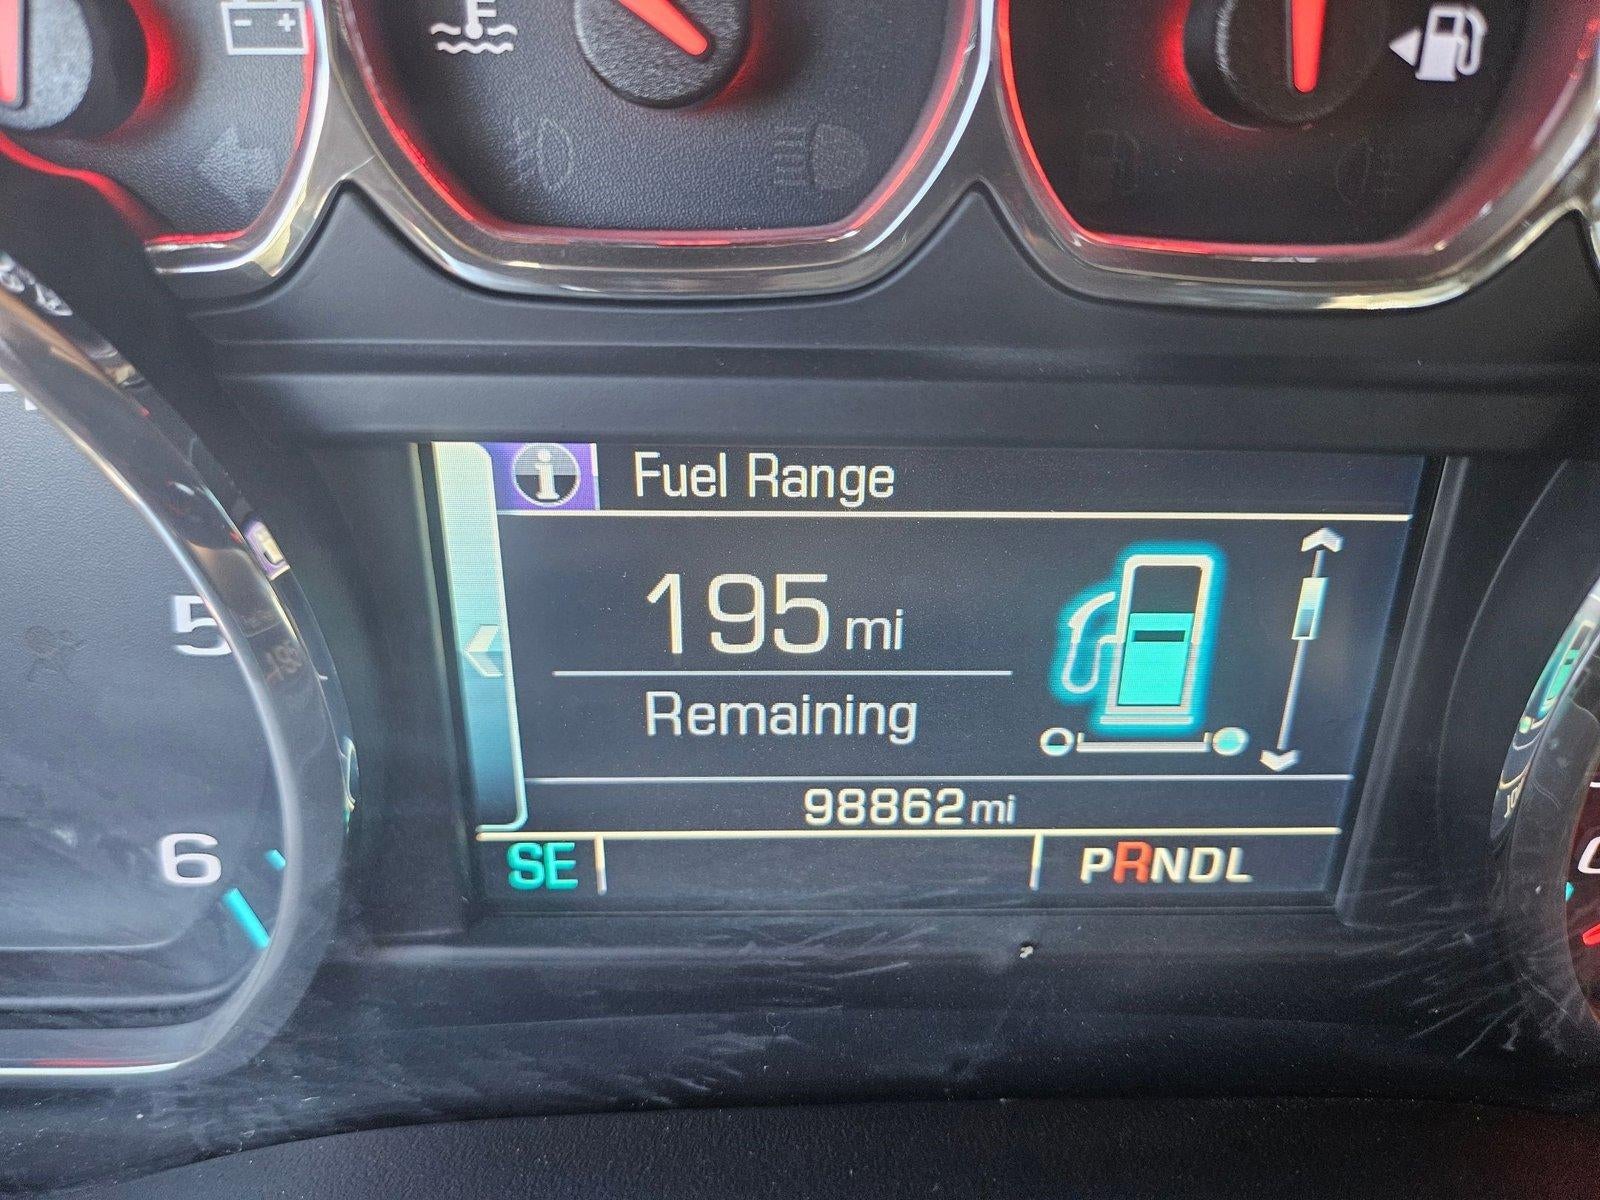 Fuel Range
195 mi
Remaining
98862 mi
SE PRNDL
5
6